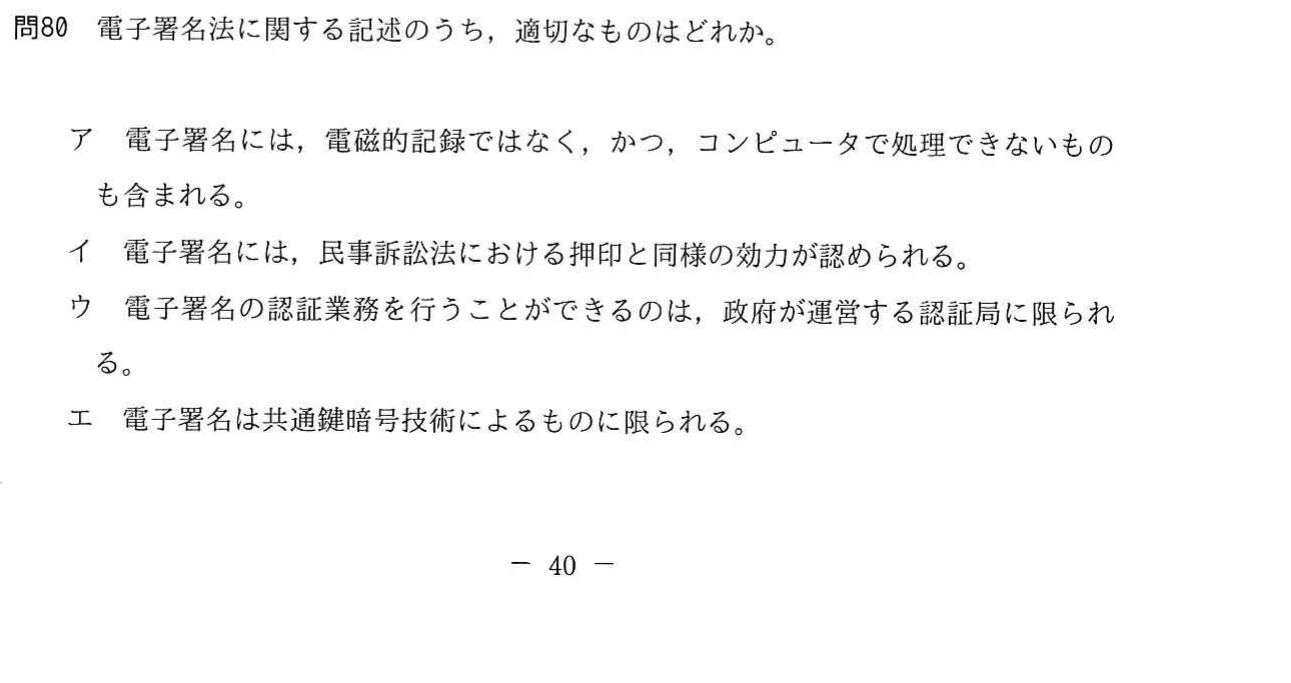 問80 電子署名法に関する記述のうち，適切なものはどれか。
ア 電子署名には，電磁的記録ではなく，かつ，コンピュータで処理できないもの
も含まれる。
イ 電子署名には，民事訴訟法における押印と同様の効力が認められる。
ウ 電子署名の認証業務を行うことができるのは，政府が運営する認証局に限られ
る。
エ 電子署名は共通鍵暗号技術によるものに限られる。
－ 40 －